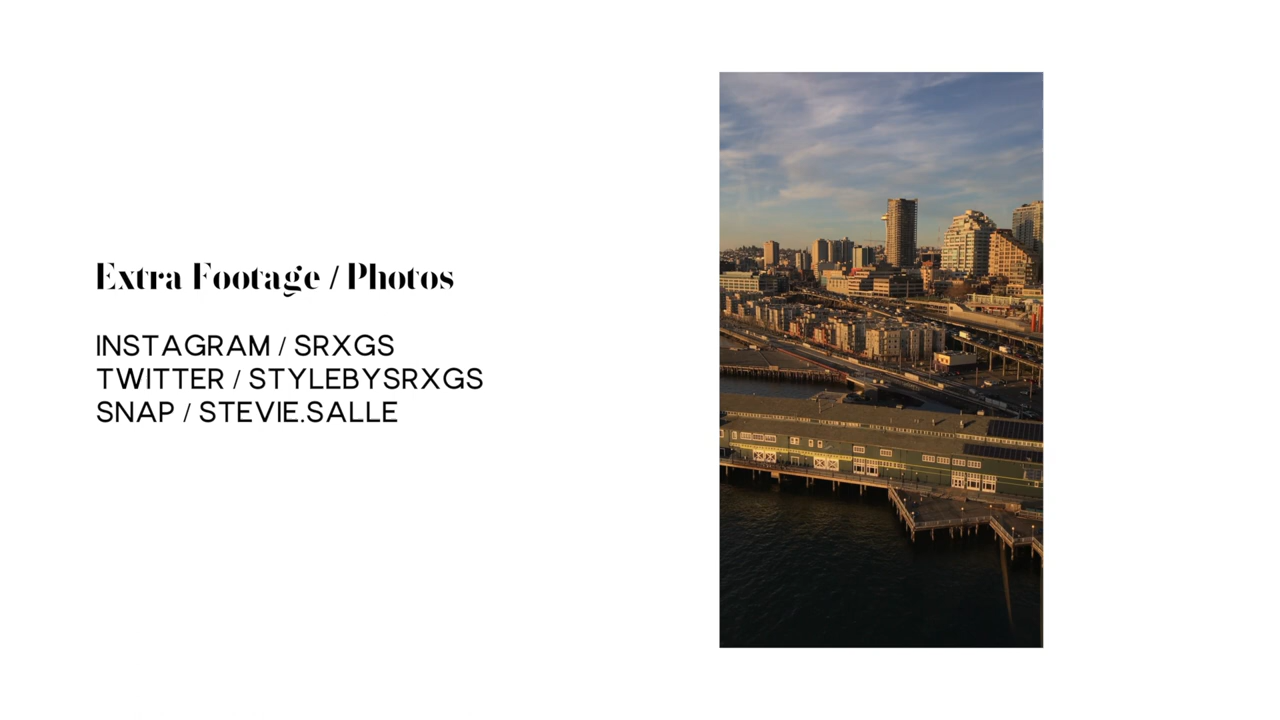 Extra Footage / Photos
INSTAGRAM / SRXGS
TWITTER / STYLEBYSRXGS
SNAP / STEVIE.SALLE